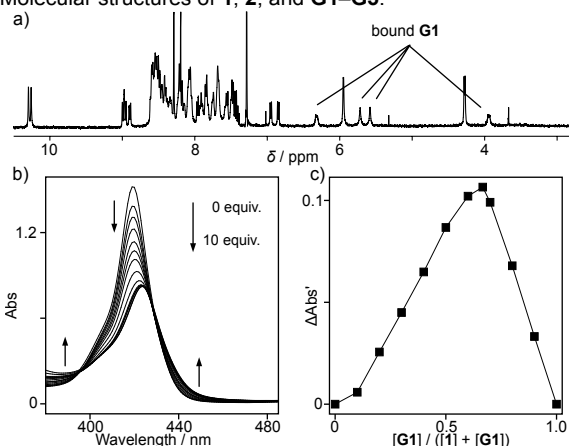 Molecular structures of 1, 2, and G1–G5.
a)
bound G1
10
8
6
4
δ / ppm
b)
0 equiv.
10 equiv.
1.2
0
Abs
400
440
480
Wavelength / nm
c)
0.1
0
ΔAbs'
0
0.5
1.0
[G1] / ([1] + [G1])